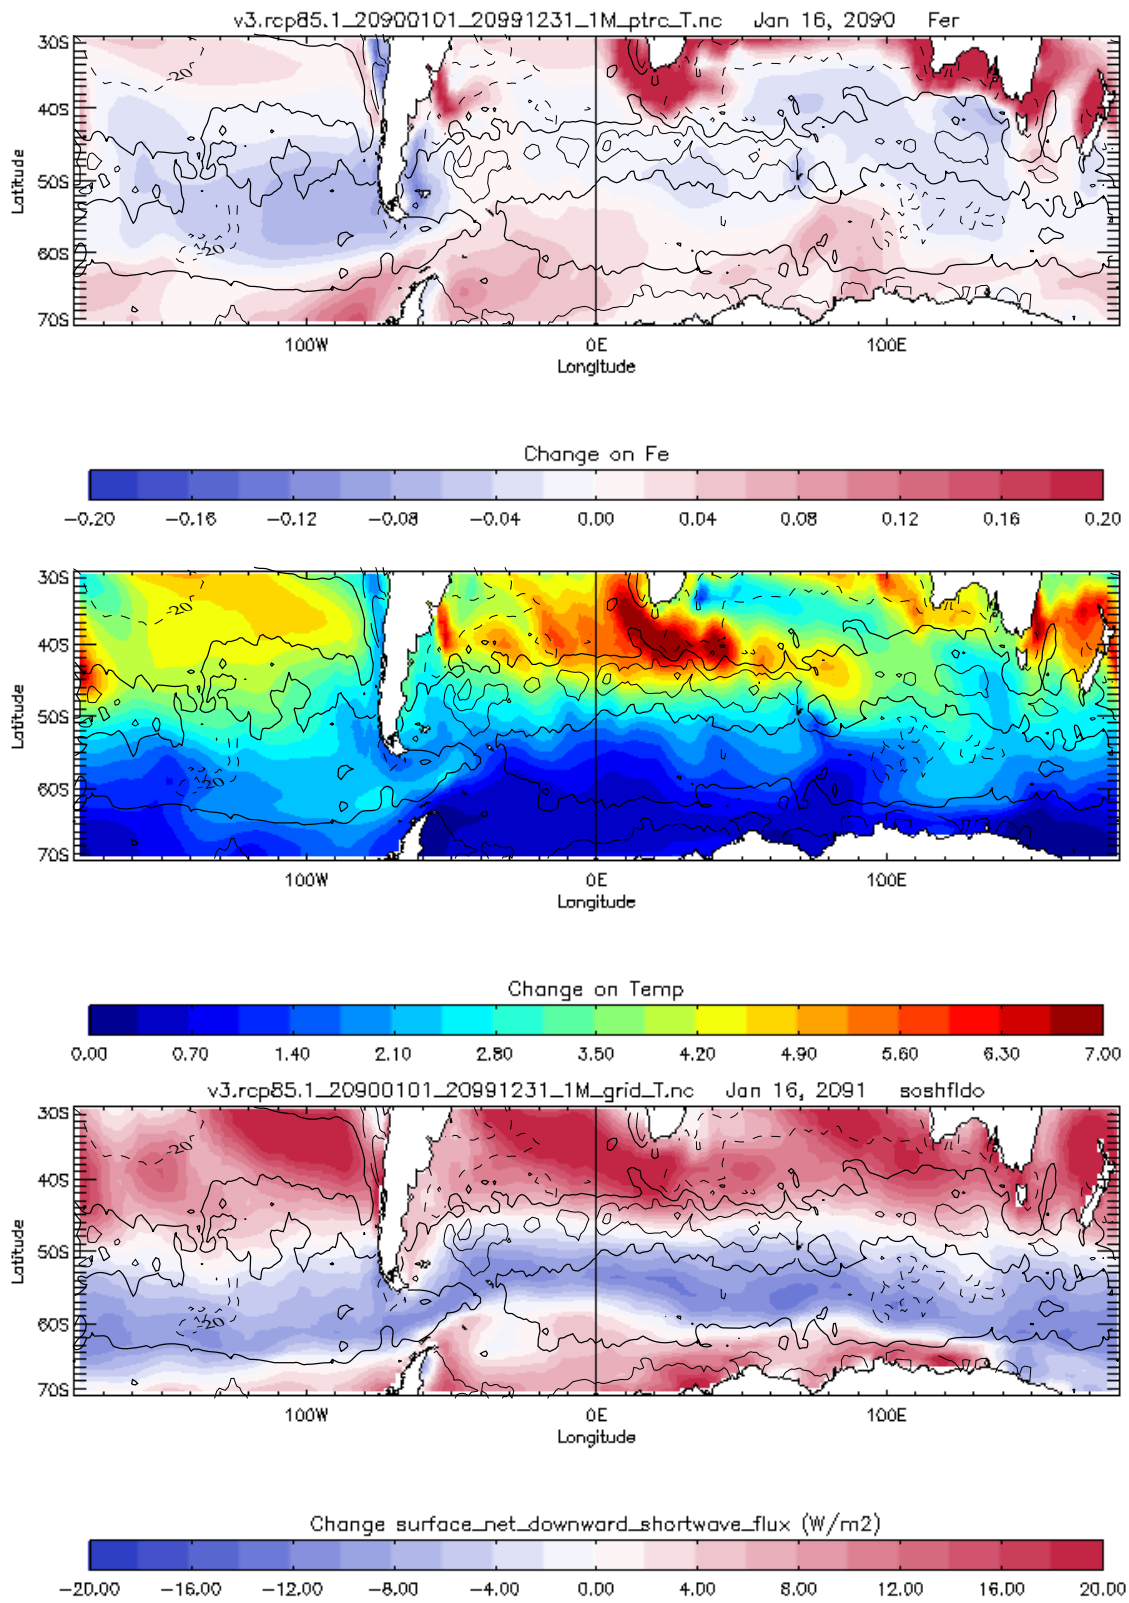 v3.rcp85.1_20900101_20991231_1M_ptrc_T.nc Jan 16, 2090 Fer
30S
40S
50S
60S
70S
Latitude
-20
-20
100W 0E 100E
Longitude
Change on Fe
-0.20 -0.16 -0.12 -0.08 -0.04 0.00 0.04 0.08 0.12 0.16 0.20
30S
40S
50S
60S
70S
Latitude
-20
-20
100W 0E 100E
Longitude
Change on Temp
0.00 0.70 1.40 2.10 2.80 3.50 4.20 4.90 5.60 6.30 7.00
v3.rcp85.1_20900101_20991231_1M_grid_T.nc Jan 16, 2091 soshfldo
30S
40S
50S
60S
70S
Latitude
-20
-20
100W 0E 100E
Longitude
Change surface_net_downward_shortwave_flux (W/m2)
-20.00 -16.00 -12.00 -8.00 -4.00 0.00 4.00 8.00 12.00 16.00 20.00